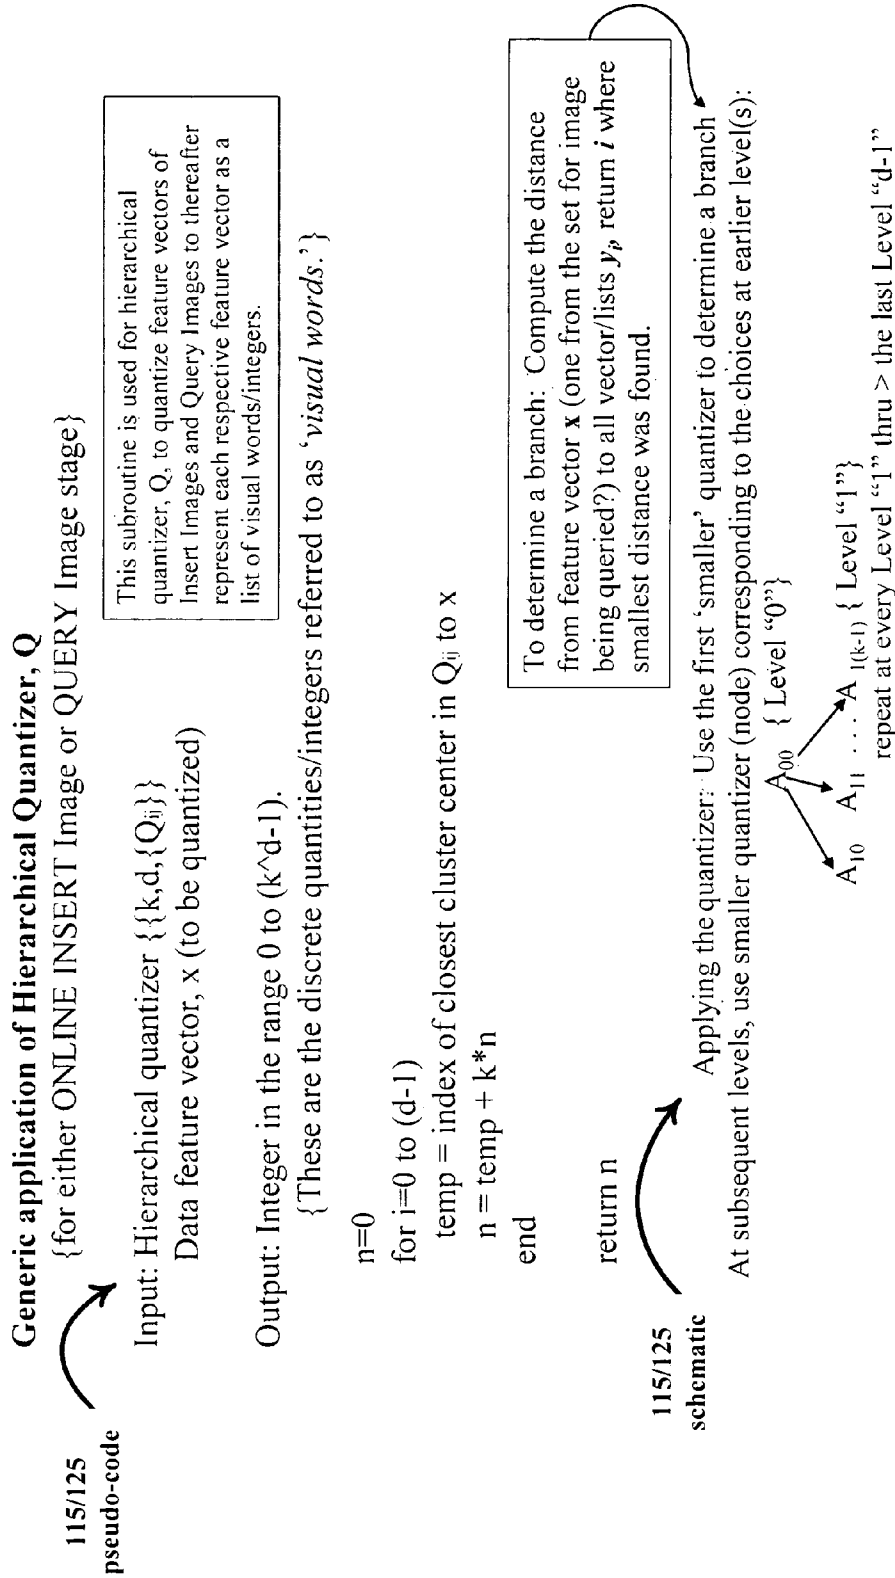 Generic application of Hierarchical Quantizer, Q
{for either ONLINE INSERT Image or QUERY Image stage}
115/125
pseudo-code
Input: Hierarchical quantizer {{k,d,{Qij}}
Data feature vector, x (to be quantized)
This subroutine is used for hierarchical
quantizer, Q, to quantize feature vectors of
Insert Images and Query Images to thereafter
represent each respective feature vector as a
list of visual words/integers.
Output: Integer in the range 0 to (k^d-1).
{These are the discrete quantities/integers referred to as ‘visual words.’}
n=0
for i=0 to (d-1)
temp = index of closest cluster center in Qij to x
n = temp + k*n
end
return n
To determine a branch: Compute the distance
from feature vector x (one from the set for image
being queried?) to all vector/lists yi, return i where
smallest distance was found.
115/125
schematic
Applying the quantizer: Use the first ‘smaller’ quantizer to determine a branch
At subsequent levels, use smaller quantizer (node) corresponding to the choices at earlier level(s):
A00 { Level “0”}
A10 A11 .... A1(k-1) { Level “1”}
repeat at every Level “1” thru > the last Level “d-1”